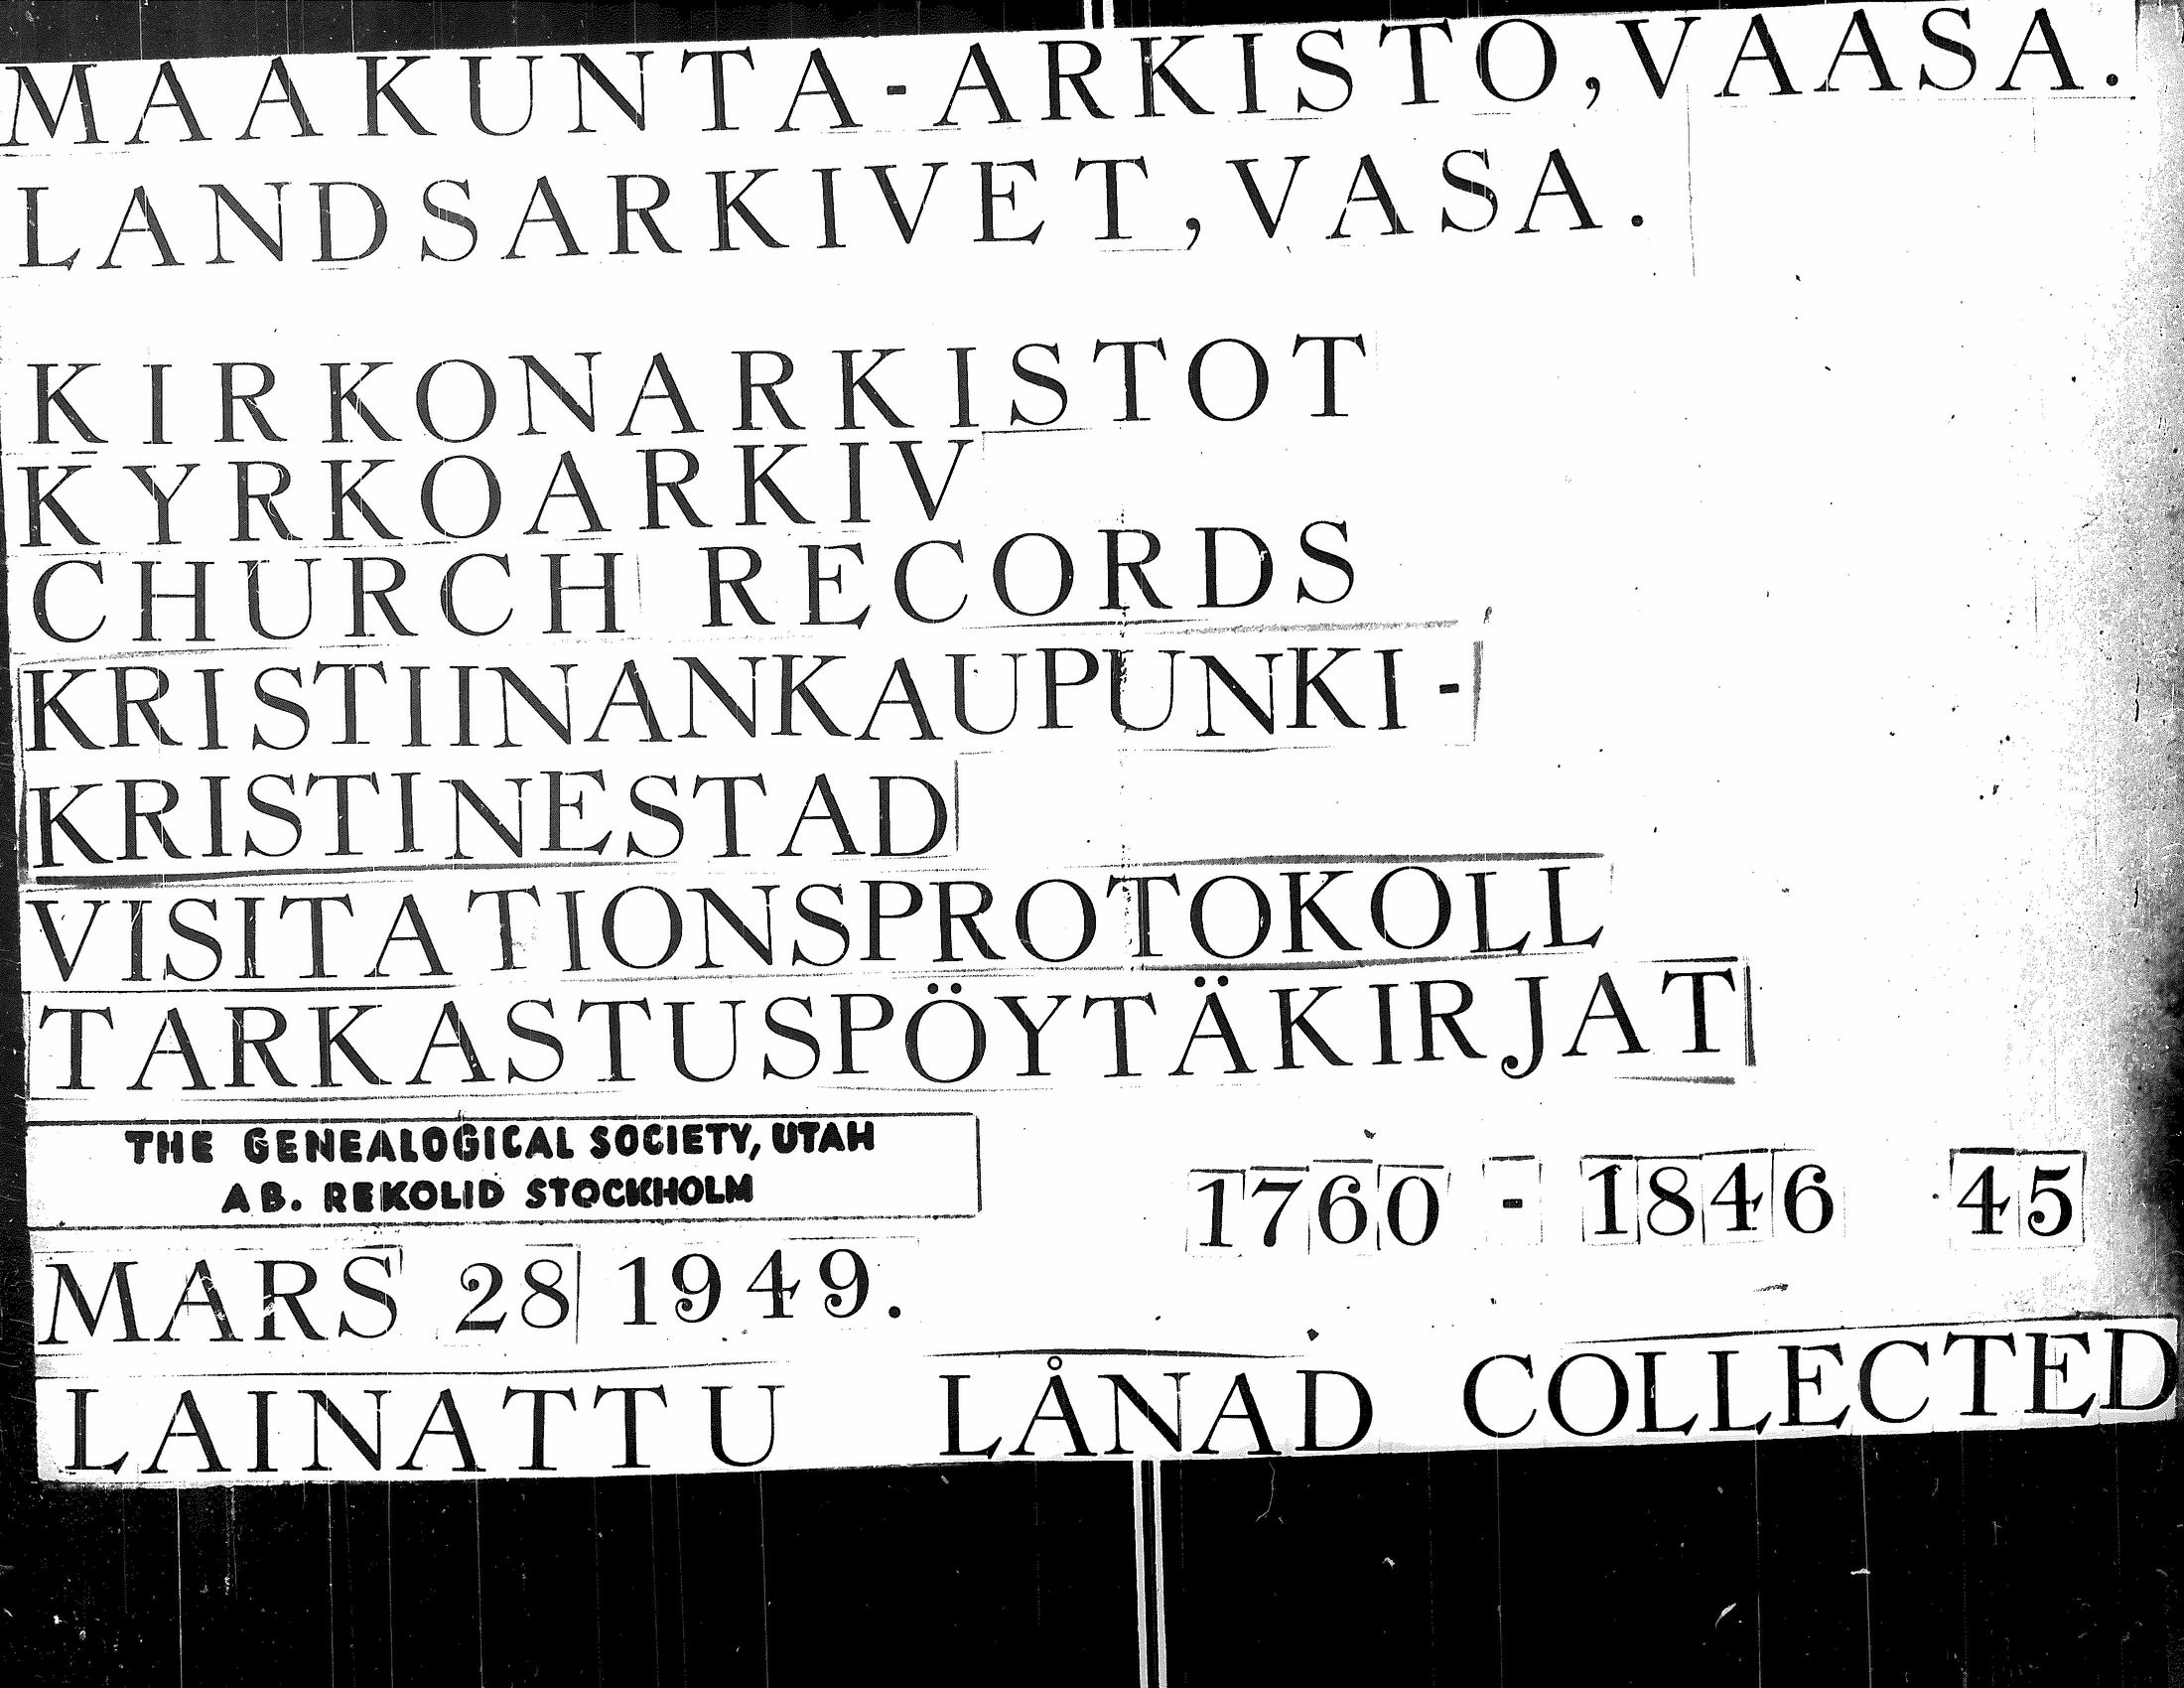 MAAKUNTA-ARKISTO, VAASA.
LANDSARKIVET, VASA.
KIRKONARKISTOT
KYRKOARKIV
CHURCH RECORDS
KRISTIINANKAUPUNKI-
KRISTINESTAD
VISITATIONSPROTOKOLL
TARKASTUSPÖYTÄKIRJAT
THE GENEALOGICAL SOCIETY, UTAH
AB. REKOLID STOCKHOLM
1760 - 1846 45
MARS 28 1949.
LAINATTU LÅNAD COLLECTED